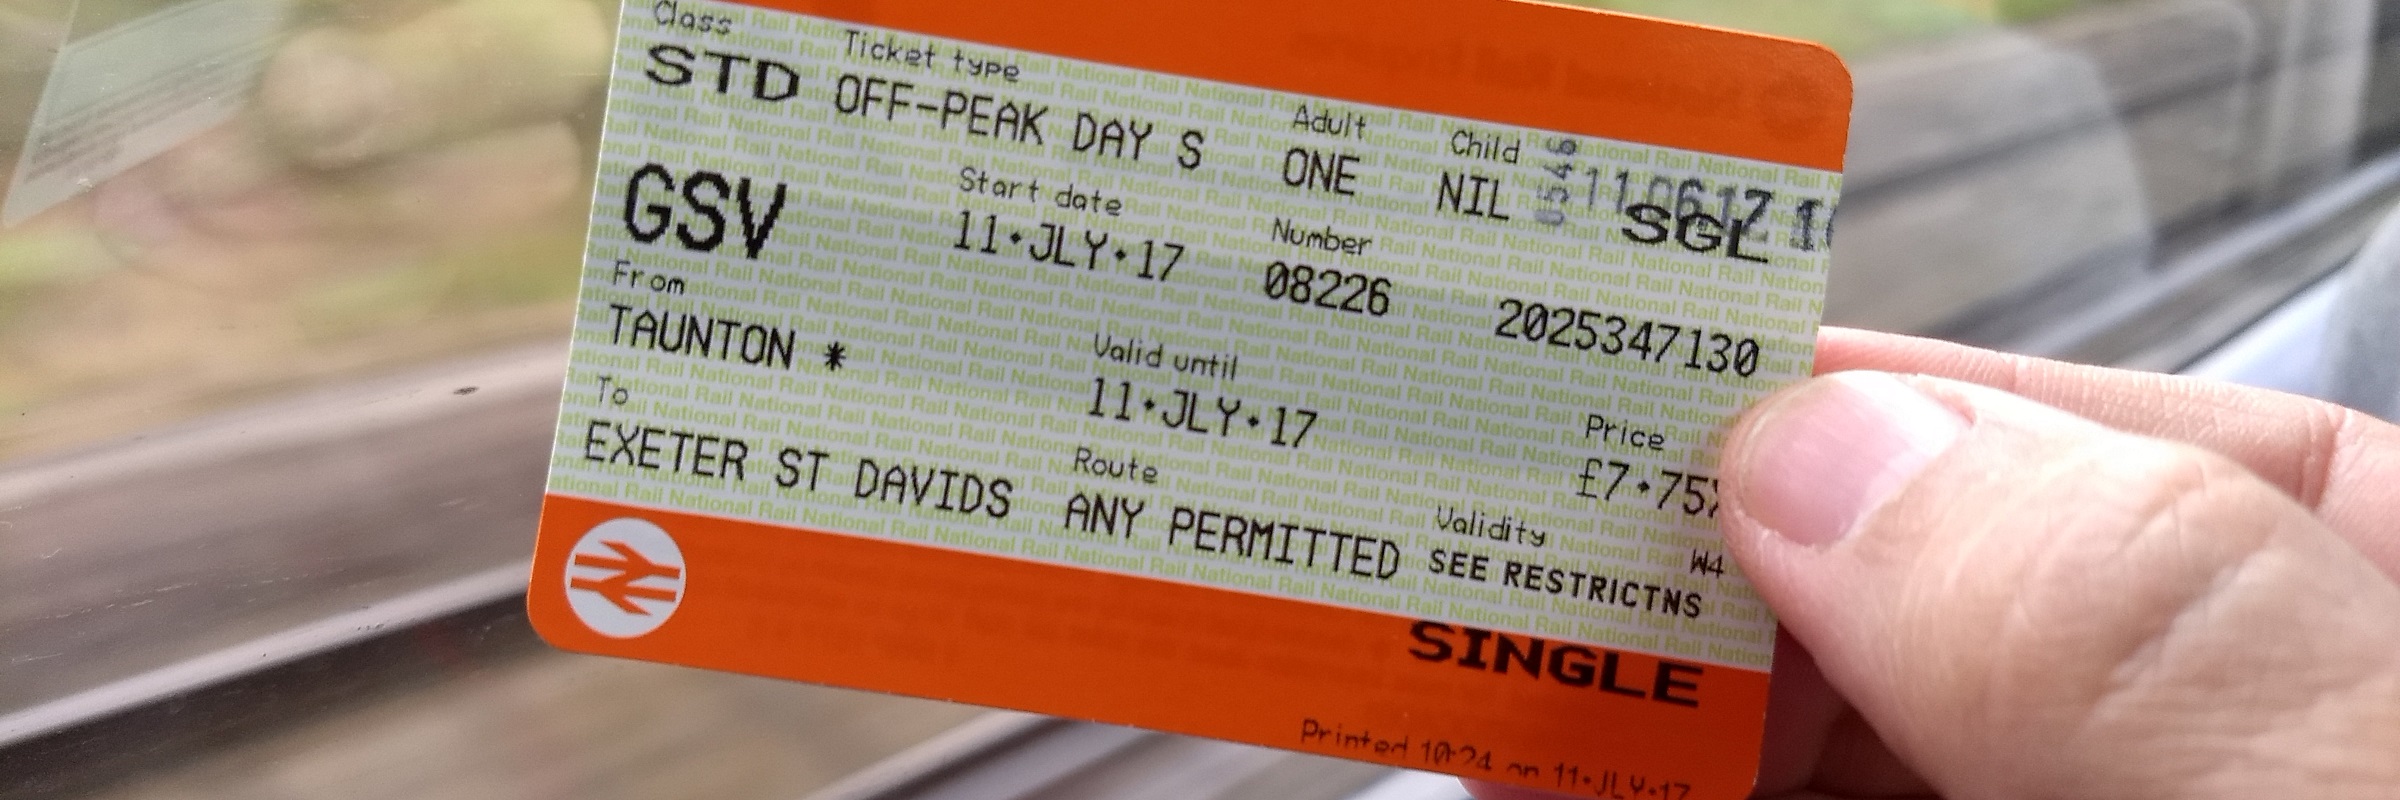 Class Ticket type Adult Child
STD OFF-PEAK DAY S ONE NIL SGL
GSV Start date Number
11·JLY·17 08226 2025347130
From Valid until Price
TAUNTON * 11·JLY·17 £7·75
To Route Validity W4
EXETER ST DAVIDS ANY PERMITTED SEE RESTRICTNS
SINGLE
Printed 10:24 on 11·JLY·17